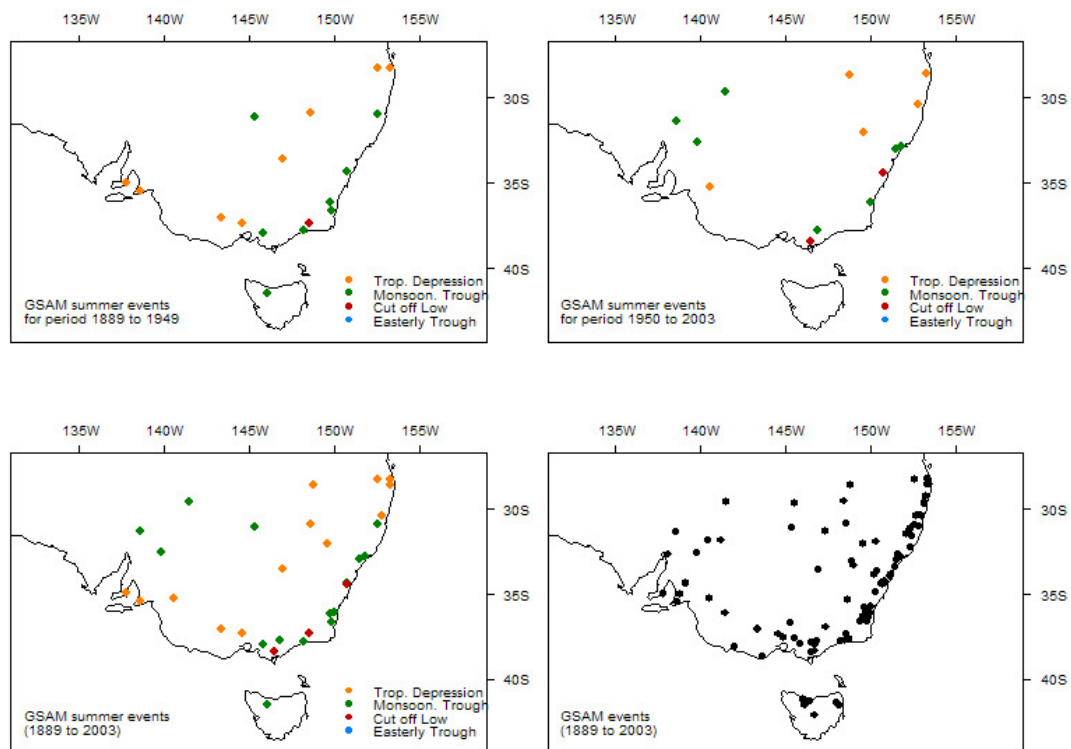 135W 140W 145W 150W 155W
30S
35S
40S
Trop. Depression
Monsoon. Trough
Cut off Low
Easterly Trough
GSAM summer events
for period 1889 to 1949
135W 140W 145W 150W 155W
30S
35S
40S
Trop. Depression
Monsoon. Trough
Cut off Low
Easterly Trough
GSAM summer events
for period 1950 to 2003
135W 140W 145W 150W 155W
30S
35S
40S
Trop. Depression
Monsoon. Trough
Cut off Low
Easterly Trough
GSAM summer events
(1889 to 2003)
135W 140W 145W 150W 155W
30S
35S
40S
GSAM events
(1889 to 2003)